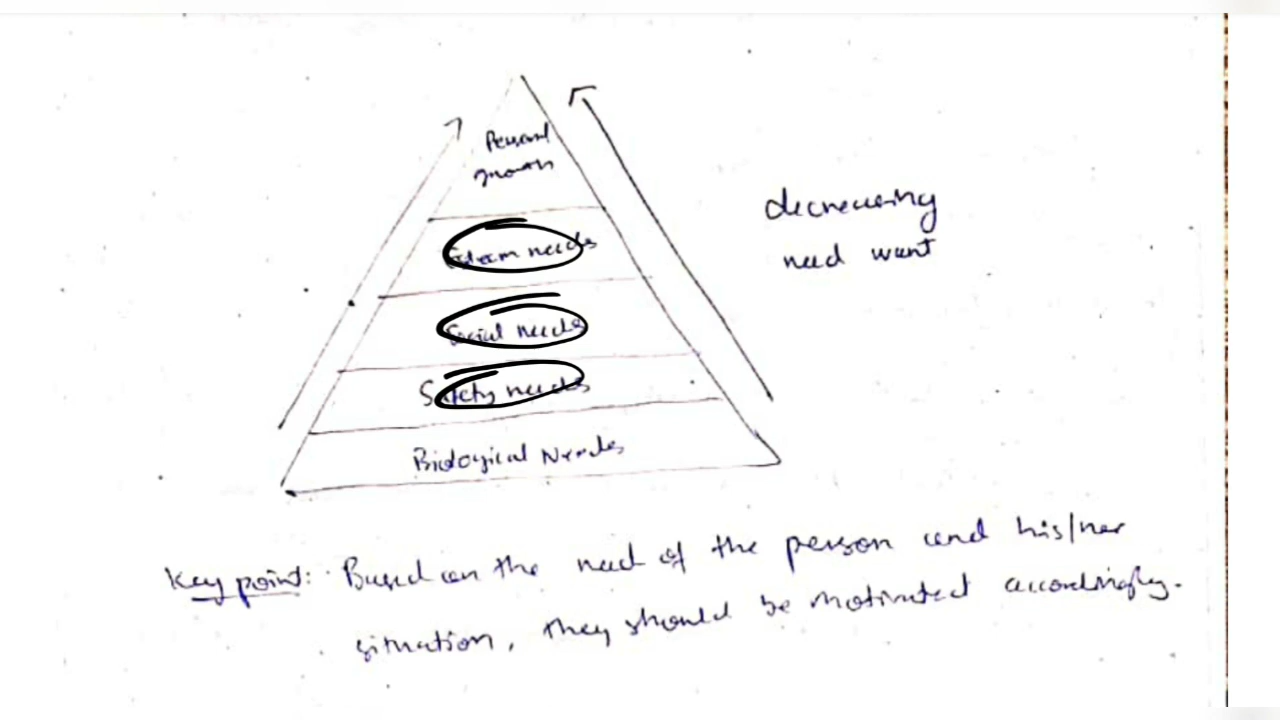 Personal
growth
Esteem needs
Social needs
Safety needs
Biological Needs
decreasing
need want
Key point: Based on the need of the person and his/her
situation, they should be motivated accordingly.